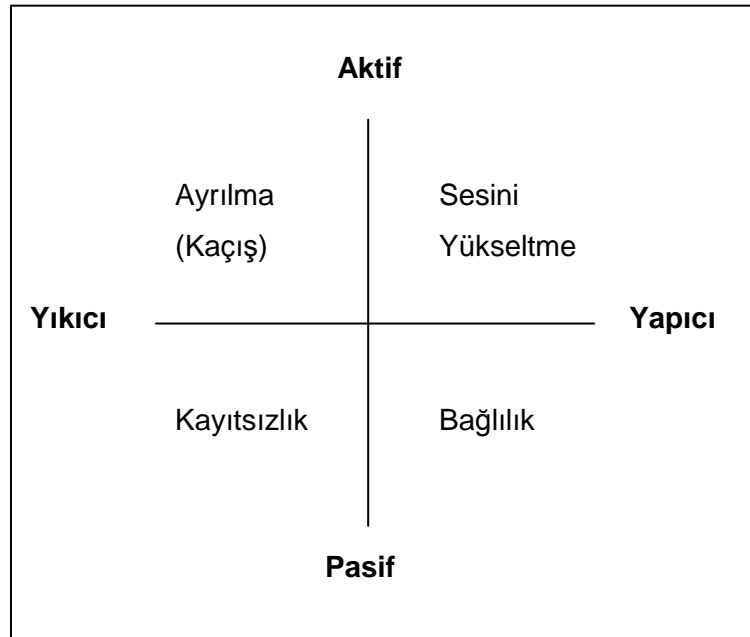 Aktif
Ayrılma
(Kaçış)
Sesini
Yükseltme
Yıkıcı
Yapıcı
Kayıtsızlık
Bağlılık
Pasif